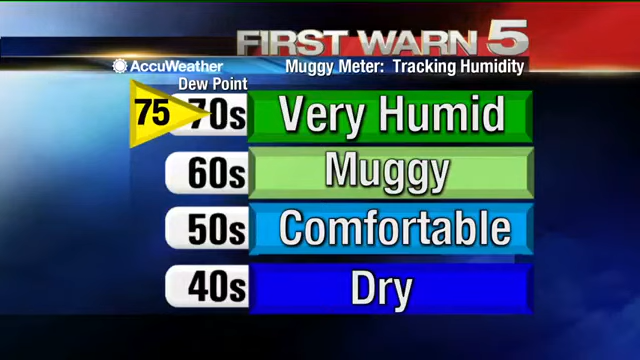 FIRST WARN 5
AccuWeather
Muggy Meter: Tracking Humidity
Dew Point
75
70s
Very Humid
60s
Muggy
50s
Comfortable
40s
Dry